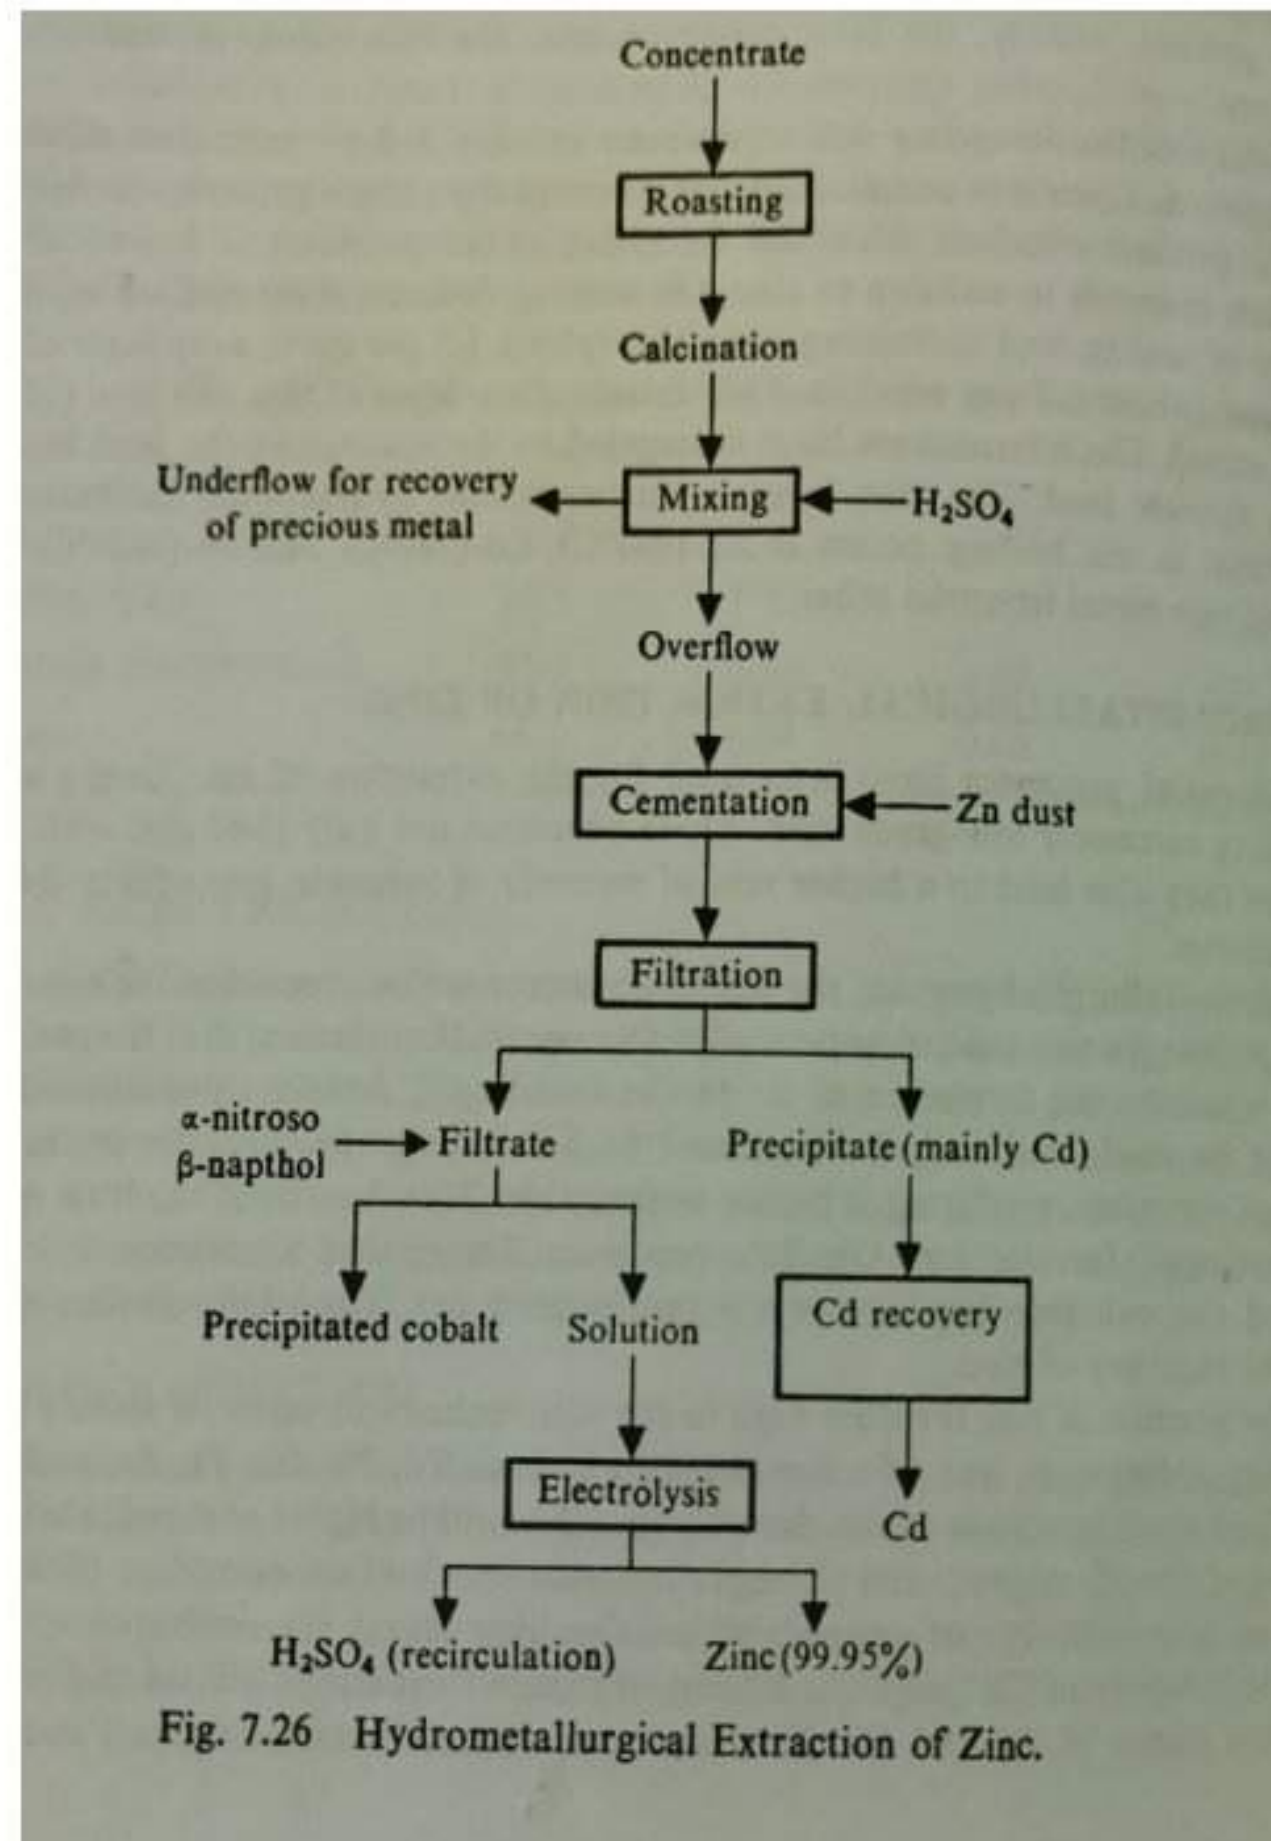 Concentrate
Roasting
Calcination
Underflow for recovery
of precious metal
Mixing
H₂SO₄
Overflow
Cementation
Zn dust
Filtration
α-nitroso
β-napthol
Filtrate
Precipitate (mainly Cd)
Precipitated cobalt
Solution
Cd recovery
Electrolysis
Cd
H₂SO₄ (recirculation)
Zinc (99.95%)
Fig. 7.26 Hydrometallurgical Extraction of Zinc.